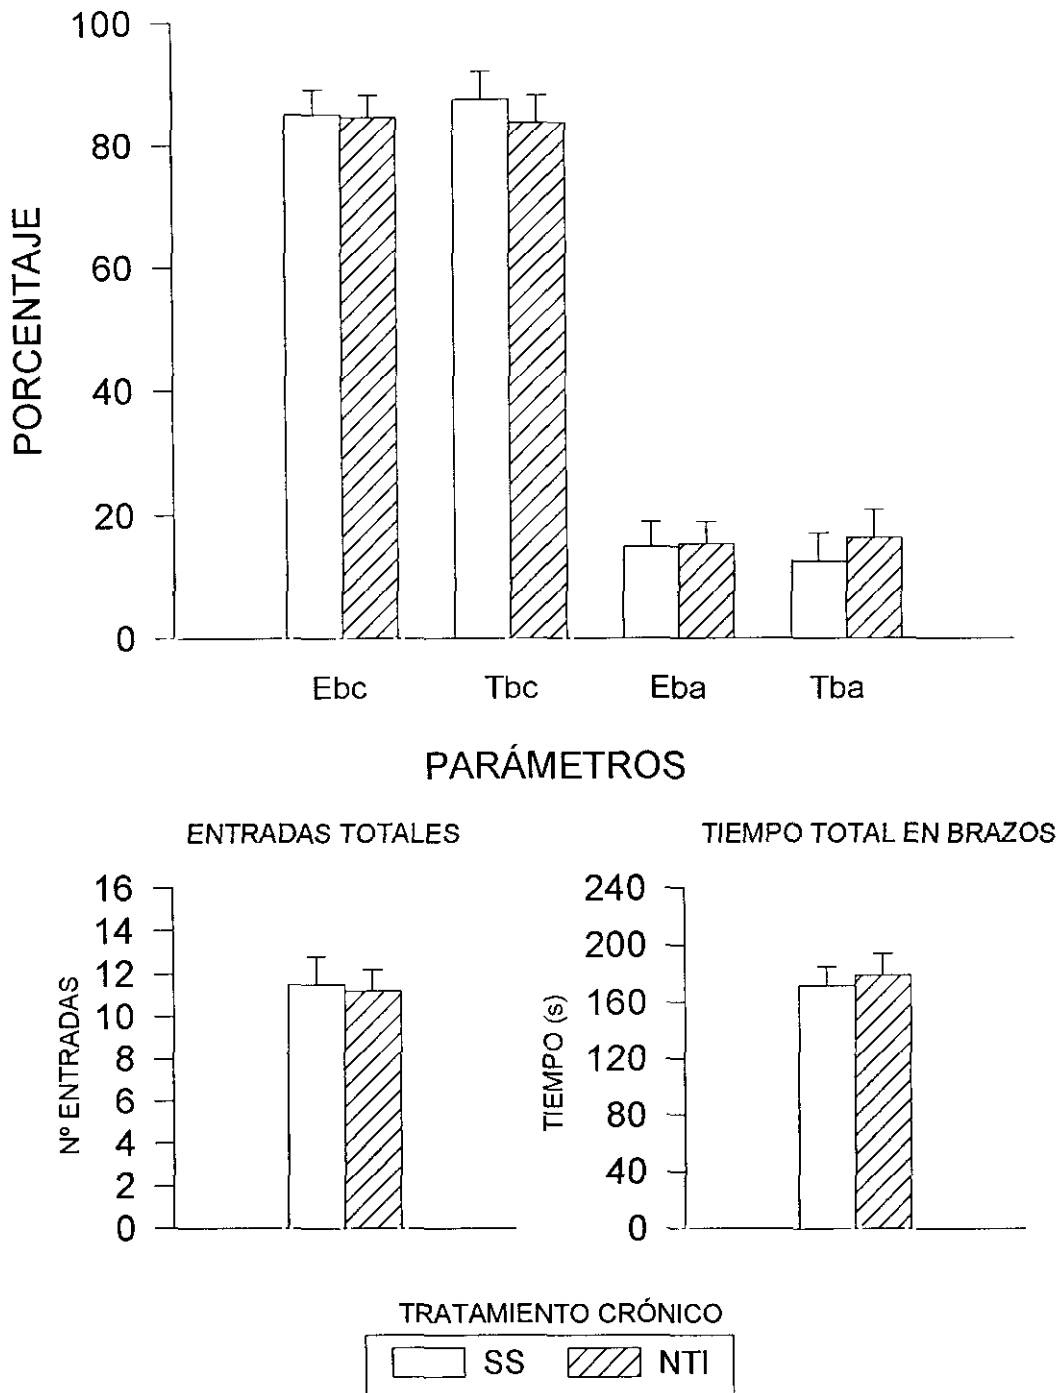 100
80
60
40
20
0
PORCENTAJE
Ebc Tbc Eba Tba
PARÁMETROS
ENTRADAS TOTALES
16
14
12
10
8
6
4
2
0
Nº ENTRADAS
TIEMPO TOTAL EN BRAZOS
240
200
160
120
80
40
0
TIEMPO (s)
TRATAMIENTO CRÓNICO
SS NTI